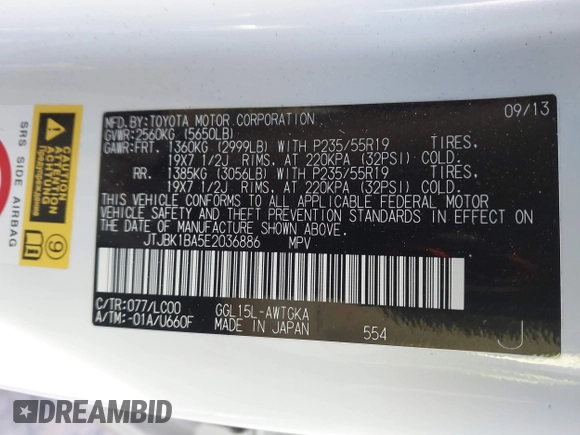 MFD. BY: TOYOTA MOTOR CORPORATION 09/13
GVWR: 2560KG (5650LB)
GAWR: FRT. 1360KG (2999LB) WITH P235/55R19 TIRES.
19X7 1/2J RIMS, AT 220KPA (32PSI) COLD.
RR. 1385KG (3056LB) WITH P235/55R19 TIRES.
19X7 1/2J RIMS, AT 220KPA (32PSI) COLD.
THIS VEHICLE CONFORMS TO ALL APPLICABLE FEDERAL MOTOR
VEHICLE SAFETY AND THEFT PREVENTION STANDARDS IN EFFECT ON
THE DATE OF MANUFACTURE SHOWN ABOVE.
JTJBK1BA5E2036886 MPV
C/TR: 077/LC00 GGL15L-AWTGKA
A/TM: -01A/U660F MADE IN JAPAN 554 J
SRS SIDE AIRBAG
CAUTION
ATTENTION
Предупреждение
9
DREAMBID